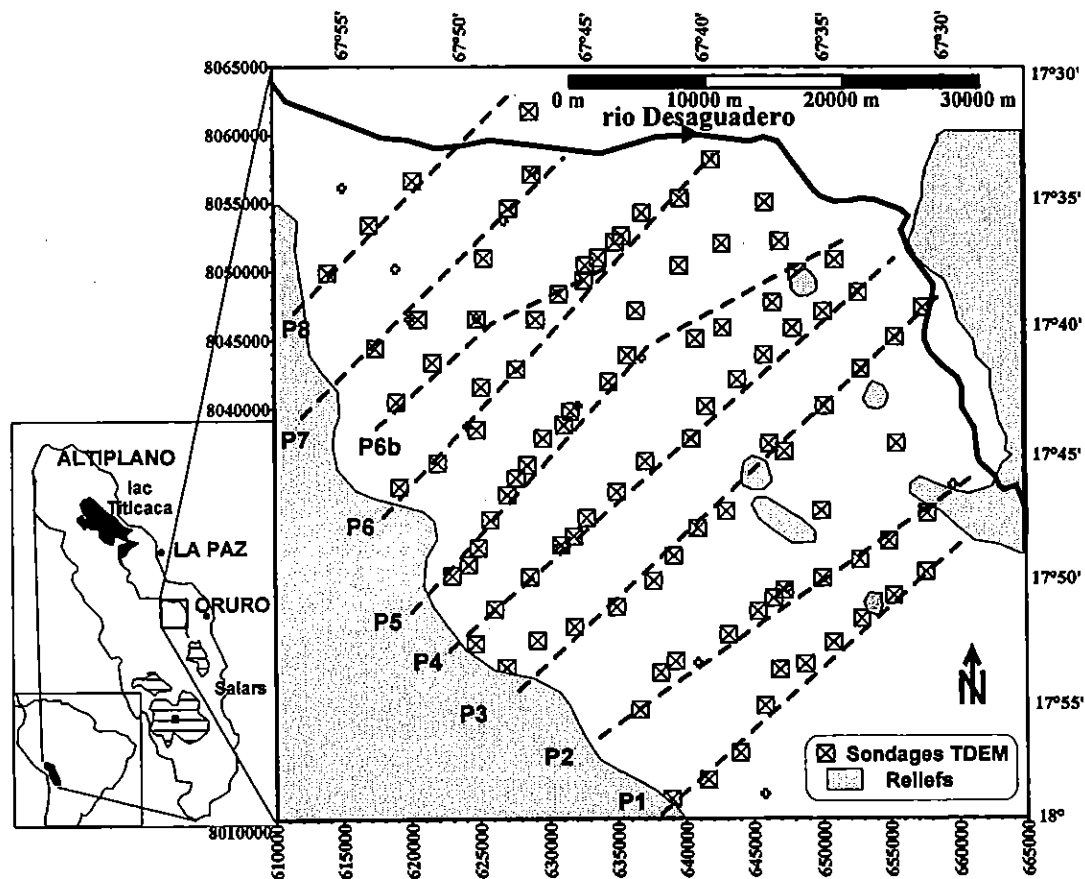 67°55' 67°50' 67°45' 67°40' 67°35' 67°30'
8065000 17°30'
0 m 10000 m 20000 m 30000 m
rio Desaguadero
8060000
8055000 17°35'
8050000
P8 17°40'
8045000
8040000
P7 P6b
17°45'
ALTIPLANO
lac
Titicaca
P6
LA PAZ
17°50'
ORURO
P5
P4
Salars
P3
N
17°55'
P2
Sondages TDEM
Reliefs
P1
8010000 18°
610000 615000 620000 625000 630000 635000 640000 645000 650000 655000 660000 665000